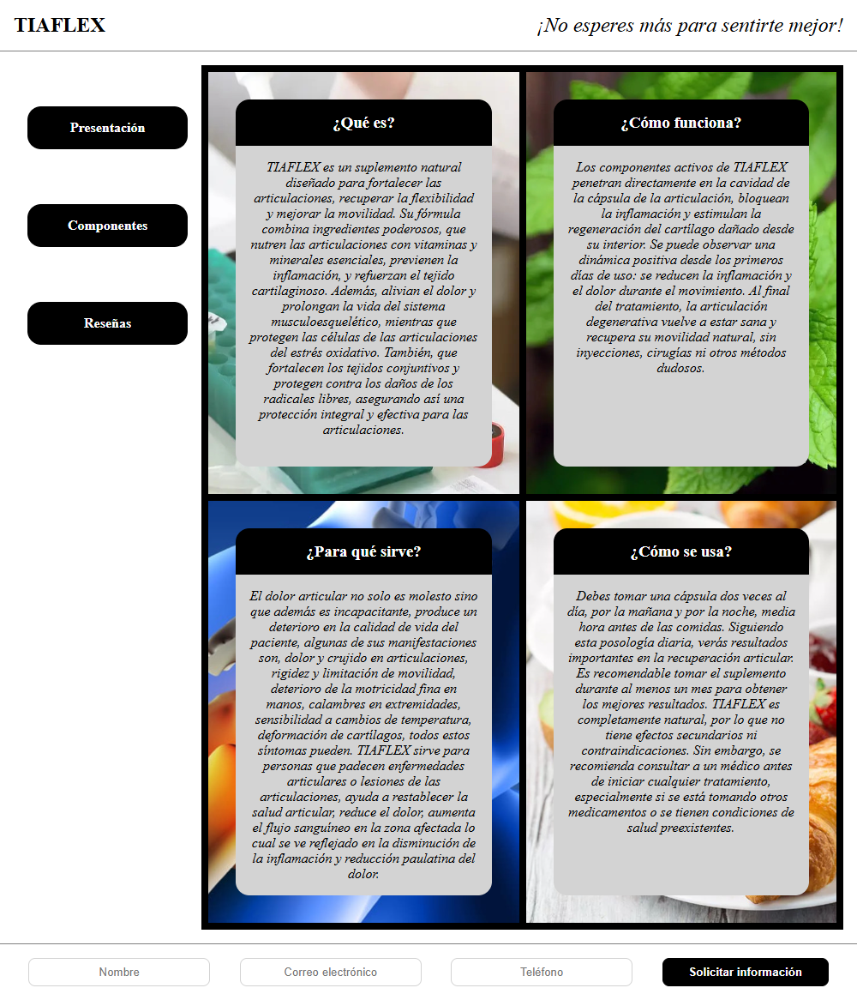 TIAFLEX
¡No esperes más para sentirte mejor!
Presentación
Componentes
Reseñas
¿Qué es?
TIAFLEX es un suplemento natural
diseñado para fortalecer las
articulaciones, recuperar la flexibilidad
y mejorar la movilidad. Su fórmula
combina ingredientes poderosos, que
nutren las articulaciones con vitaminas y
minerales esenciales, previenen la
inflamación, y refuerzan el tejido
cartilaginoso. Además, alivian el dolor y
prolongan la vida del sistema
musculoesquelético, mientras que
protegen las células de las articulaciones
del estrés oxidativo. También, que
fortalecen los tejidos conjuntivos y
protegen contra los daños de los
radicales libres, asegurando así una
protección integral y efectiva para las
articulaciones.
¿Cómo funciona?
Los componentes activos de TIAFLEX
penetran directamente en la cavidad de
la cápsula de la articulación, bloquean
la inflamación y estimulan la
regeneración del cartílago dañado desde
su interior. Se puede observar una
dinámica positiva desde los primeros
días de uso: se reducen la inflamación y
el dolor durante el movimiento. Al final
del tratamiento, la articulación
degenerativa vuelve a estar sana y
recupera su movilidad natural, sin
inyecciones, cirugías ni otros métodos
dudosos.
¿Para qué sirve?
El dolor articular no solo es molesto sino
que además es incapacitante, produce un
deterioro en la calidad de vida del
paciente, algunas de sus manifestaciones
son, dolor y crujido en articulaciones,
rigidez y limitación de movilidad,
deterioro de la motricidad fina en
manos, calambres en extremidades,
sensibilidad a cambios de temperatura,
deformación de cartílagos, todos estos
síntomas pueden. TIAFLEX sirve para
personas que padecen enfermedades
articulares o lesiones de las
articulaciones, ayuda a restablecer la
salud articular, reduce el dolor, aumenta
el flujo sanguíneo en la zona afectada lo
cual se ve reflejado en la disminución de
la inflamación y reducción paulatina del
dolor.
¿Cómo se usa?
Debes tomar una cápsula dos veces al
día, por la mañana y por la noche, media
hora antes de las comidas. Siguiendo
esta posología diaria, verás resultados
importantes en la recuperación articular.
Es recomendable tomar el suplemento
durante al menos un mes para obtener
los mejores resultados. TIAFLEX es
completamente natural, por lo que no
tiene efectos secundarios ni
contraindicaciones. Sin embargo, se
recomienda consultar a un médico antes
de iniciar cualquier tratamiento,
especialmente si se está tomando otros
medicamentos o se tienen condiciones de
salud preexistentes.
Nombre
Correo electrónico
Teléfono
Solicitar información